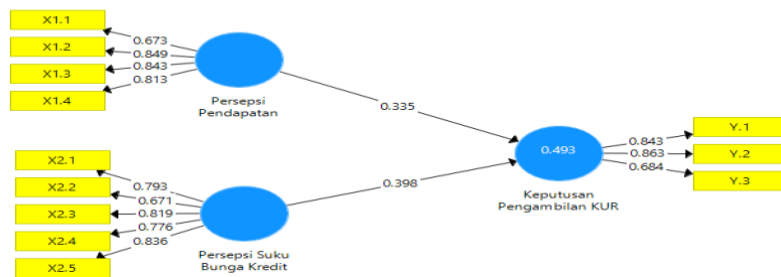 X1.1
X1.2
X1.3
X1.4
0.673
0.849
0.843
0.813
Persepsi
Pendapatan
0.335
X2.1
X2.2
X2.3
X2.4
X2.5
0.793
0.671
0.819
0.776
0.836
Persepsi Suku
Bunga Kredit
0.398
0.493
Keputusan
Pengambilan KUR
0.843
0.863
0.684
Y.1
Y.2
Y.3